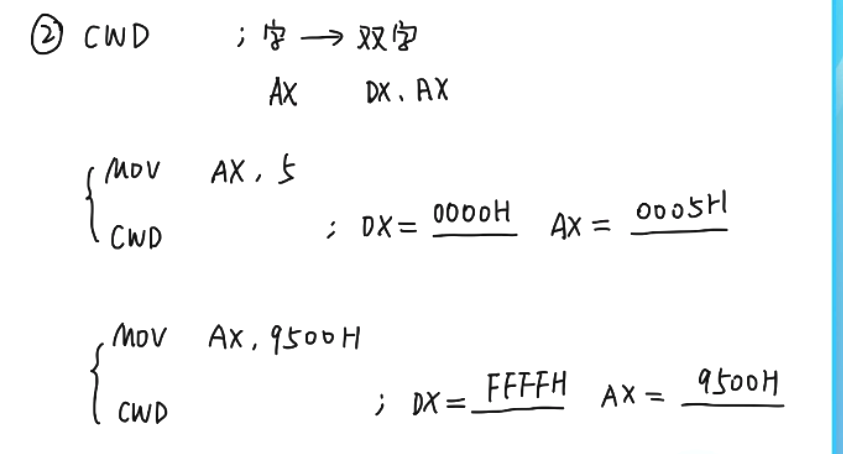 ② CWD ; 字 → 双字
AX DX、AX
MOV AX, 5
CWD ; DX = 0000H AX = 0005H
MOV AX, 9500H
CWD ; DX = FFFFH AX = 9500H